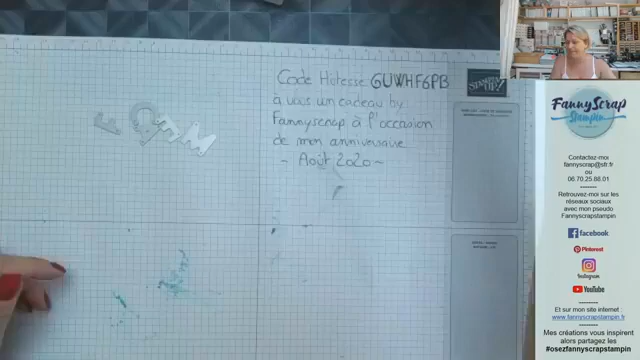 Code Hôtesse GUWHF6PB
à vous un cadeau by
Fannyscrap à l'occasion
de mon anniversaire
~ Août 2020 ~
STAMPIN' UP!
FannyScrap
Stampin
Contactez-moi
fannyscrap@sfr.fr
ou
06.70.25.88.01
Retrouvez-moi sur les
réseaux sociaux
avec mon pseudo
Fannyscrapstampin
facebook
Pinterest
Instagram
YouTube
Et sur mon site internet :
www.fannyscrapstampin.fr
Mes créations vous inspirent
alors partagez les
#osezfannyscrapstampin